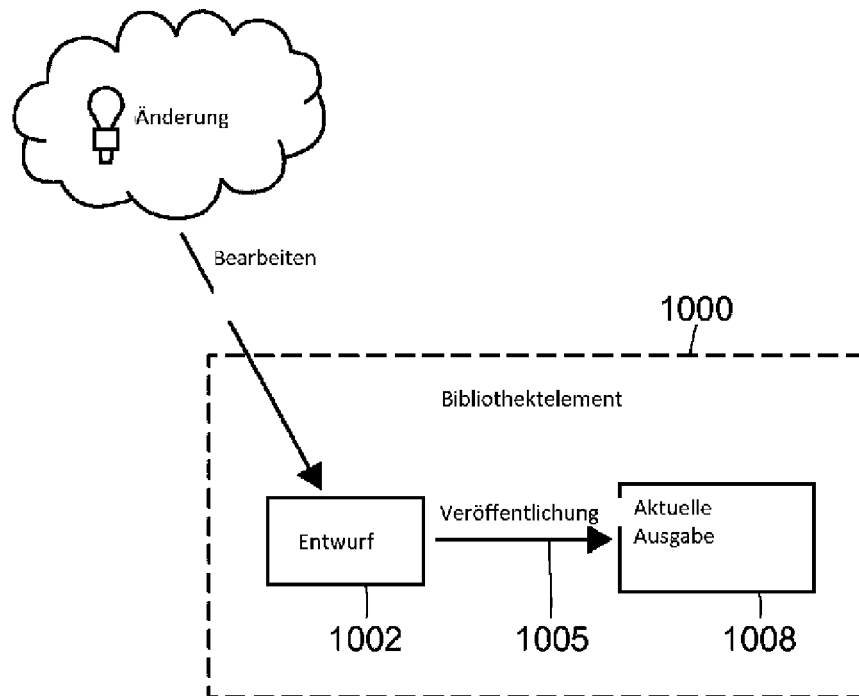 Änderung
Bearbeiten
1000
Bibliothektelement
Veröffentlichung
Entwurf
Aktuelle
Ausgabe
1002
1005
1008